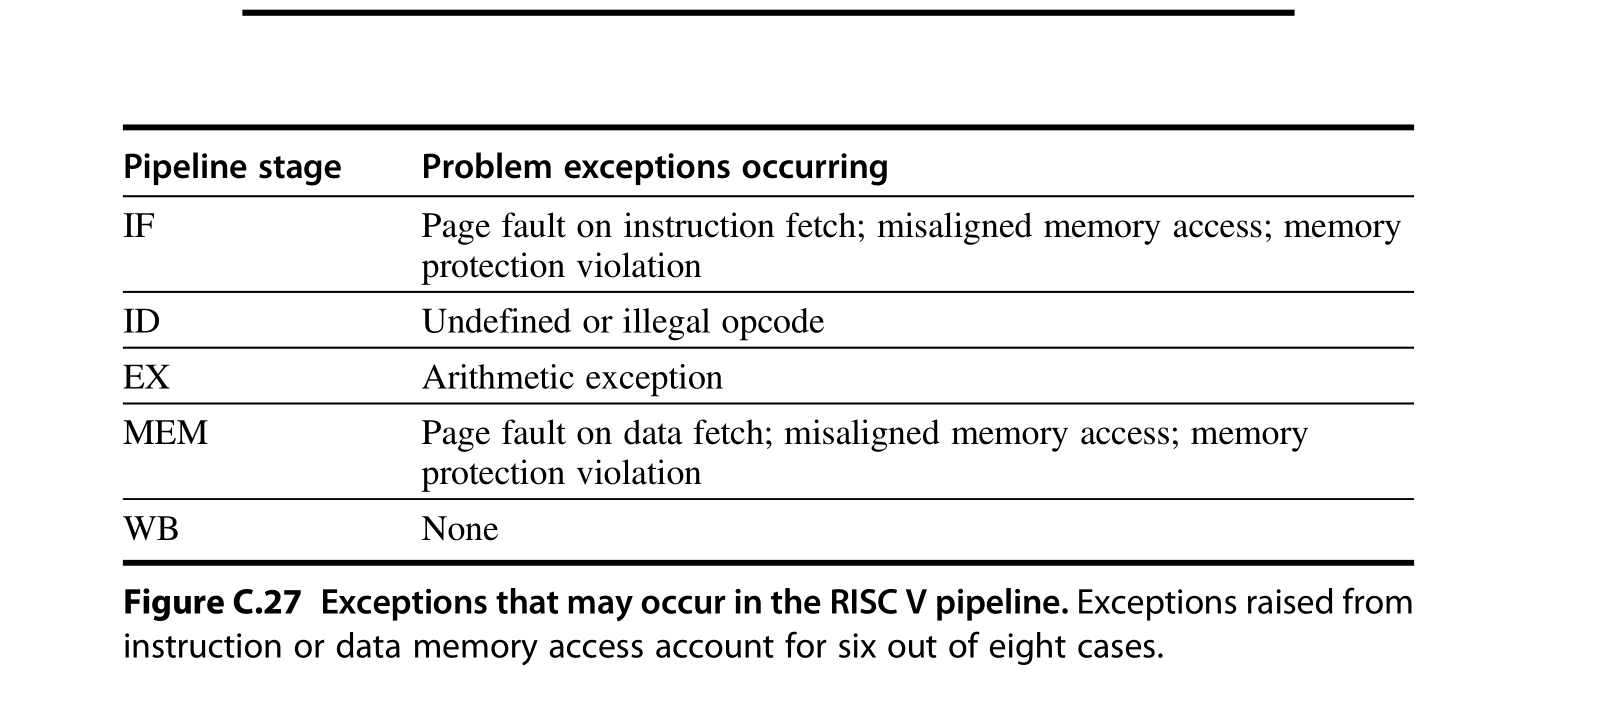 Pipeline stage Problem exceptions occurring
IF Page fault on instruction fetch; misaligned memory access; memory
protection violation
ID Undefined or illegal opcode
EX Arithmetic exception
MEM Page fault on data fetch; misaligned memory access; memory
protection violation
WB None
Figure C.27 Exceptions that may occur in the RISC V pipeline. Exceptions raised from
instruction or data memory access account for six out of eight cases.